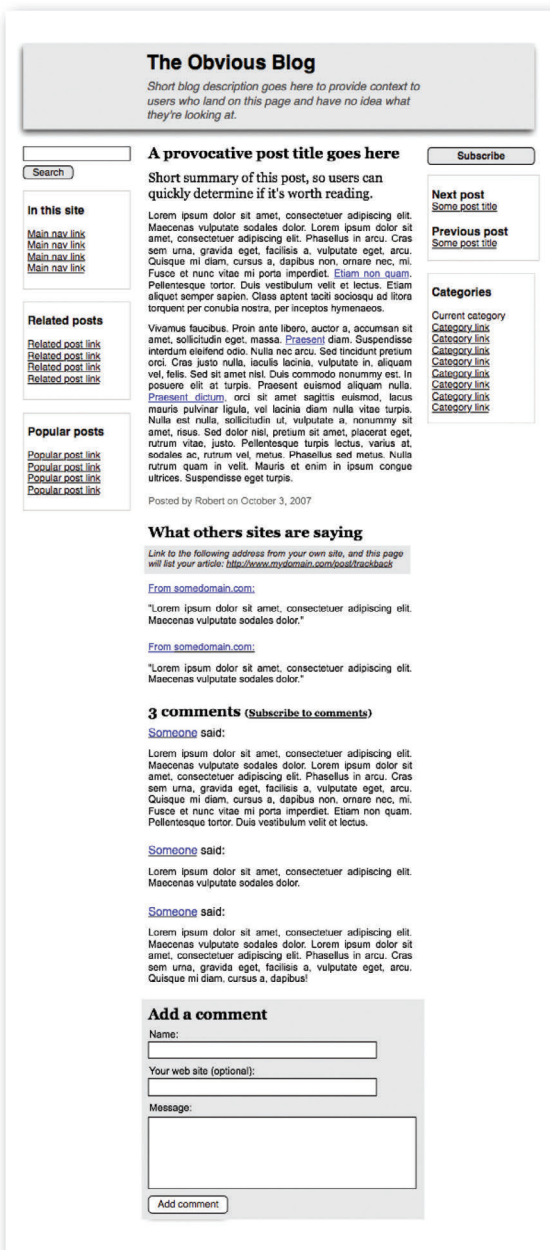 The Obvious Blog
Short blog description goes here to provide context to
users who land on this page and have no idea what
they're looking at.
Search
In this site
Main nav link
Main nav link
Main nav link
Main nav link
Related posts
Related post link
Related post link
Related post link
Related post link
Popular posts
Popular post link
Popular post link
Popular post link
Popular post link
A provocative post title goes here
Short summary of this post, so users can
quickly determine if it's worth reading.
Lorem ipsum dolor sit amet, consectetuer adipiscing elit.
Maecenas vulputate sodales dolor. Lorem ipsum dolor sit
amet, consectetuer adipiscing elit. Phasellus in arcu. Cras
sem urna, gravida eget, facilisis a, vulputate eget, arcu.
Quisque mi diam, cursus a, dapibus non, ornare nec, mi.
Fusce et nunc vitae mi porta imperdiet. Etiam non quam.
Pellentesque tortor. Duis vestibulum velit et lectus. Etiam
aliquet semper sapien. Class aptent taciti sociosqu ad litora
torquent per conubia nostra, per inceptos hymenaeos.
Vivamus faucibus. Proin ante libero, auctor a, accumsan sit
amet, sollicitudin eget, massa. Praesent diam. Suspendisse
interdum eleifend odio. Nulla nec arcu. Sed tincidunt pretium
orci. Cras justo nulla, iaculis lacinia, vulputate in, aliquam
vel, felis. Sed sit amet nisl. Duis commodo nonummy est. In
posuere elit at turpis. Praesent euismod aliquam nulla.
Praesent dictum, orci sit amet sagittis euismod, lacus
mauris pulvinar ligula, vel lacinia diam nulla vitae turpis.
Nulla est nulla, sollicitudin ut, vulputate a, nonummy sit
amet, risus. Sed dolor nisl, pretium sit amet, placerat eget,
rutrum vitae, justo. Pellentesque turpis lectus, varius at,
sodales ac, rutrum vel, metus. Phasellus sed metus. Nulla
rutrum quam in velit. Mauris et enim in ipsum congue
ultrices. Suspendisse eget turpis.
Posted by Robert on October 3, 2007
What others sites are saying
Link to the following address from your own site, and this page
will list your article: http://www.mydomain.com/post/trackback
From somedomain.com:
"Lorem ipsum dolor sit amet, consectetuer adipiscing elit.
Maecenas vulputate sodales dolor."
From somedomain.com:
"Lorem ipsum dolor sit amet, consectetuer adipiscing elit.
Maecenas vulputate sodales dolor."
3 comments (Subscribe to comments)
Someone said:
Lorem ipsum dolor sit amet, consectetuer adipiscing elit.
Maecenas vulputate sodales dolor. Lorem ipsum dolor sit
amet, consectetuer adipiscing elit. Phasellus in arcu. Cras
sem urna, gravida eget, facilisis a, vulputate eget, arcu.
Quisque mi diam, cursus a, dapibus non, ornare nec, mi.
Fusce et nunc vitae mi porta imperdiet. Etiam non quam.
Pellentesque tortor. Duis vestibulum velit et lectus.
Someone said:
Lorem ipsum dolor sit amet, consectetuer adipiscing elit.
Maecenas vulputate sodales dolor.
Someone said:
Lorem ipsum dolor sit amet, consectetuer adipiscing elit.
Maecenas vulputate sodales dolor. Lorem ipsum dolor sit
amet, consectetuer adipiscing elit. Phasellus in arcu. Cras
sem urna, gravida eget, facilisis a, vulputate eget, arcu.
Quisque mi diam, cursus a, dapibus!
Add a comment
Name:
Your web site (optional):
Message:
Add comment
Subscribe
Next post
Some post title
Previous post
Some post title
Categories
Current category
Category link
Category link
Category link
Category link
Category link
Category link
Category link
Category link